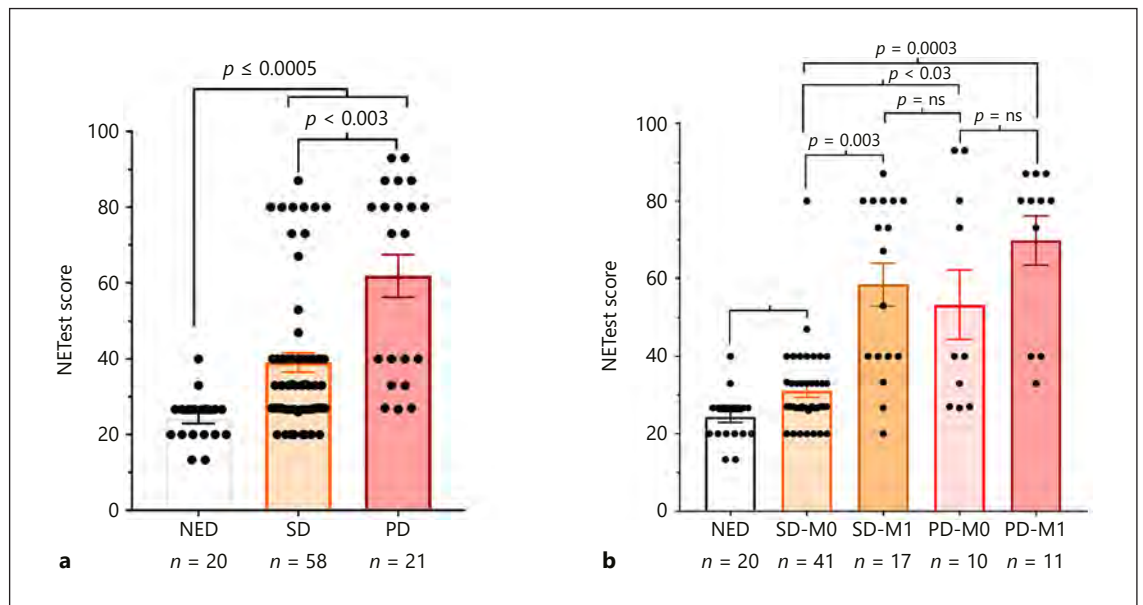 p ≤ 0.0005
p < 0.003
100
80
60
40
20
0
NETest score
NED
SD
PD
a
n = 20
n = 58
n = 21
p = 0.0003
p < 0.03
p = ns
p = ns
p = 0.003
100
80
60
40
20
0
NETest score
NED
SD-M0
SD-M1
PD-M0
PD-M1
b
n = 20
n = 41
n = 17
n = 10
n = 11